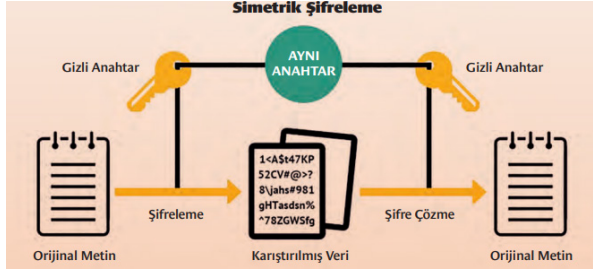 Simetrik Şifreleme
Gizli Anahtar
AYNI
ANAHTAR
Gizli Anahtar
1<A$t47KP
52CV#@>?
8\jahs#981
gHTasdsn%
^78ZGWSfg
Şifreleme
Şifre Çözme
Orijinal Metin
Karıştırılmış Veri
Orijinal Metin